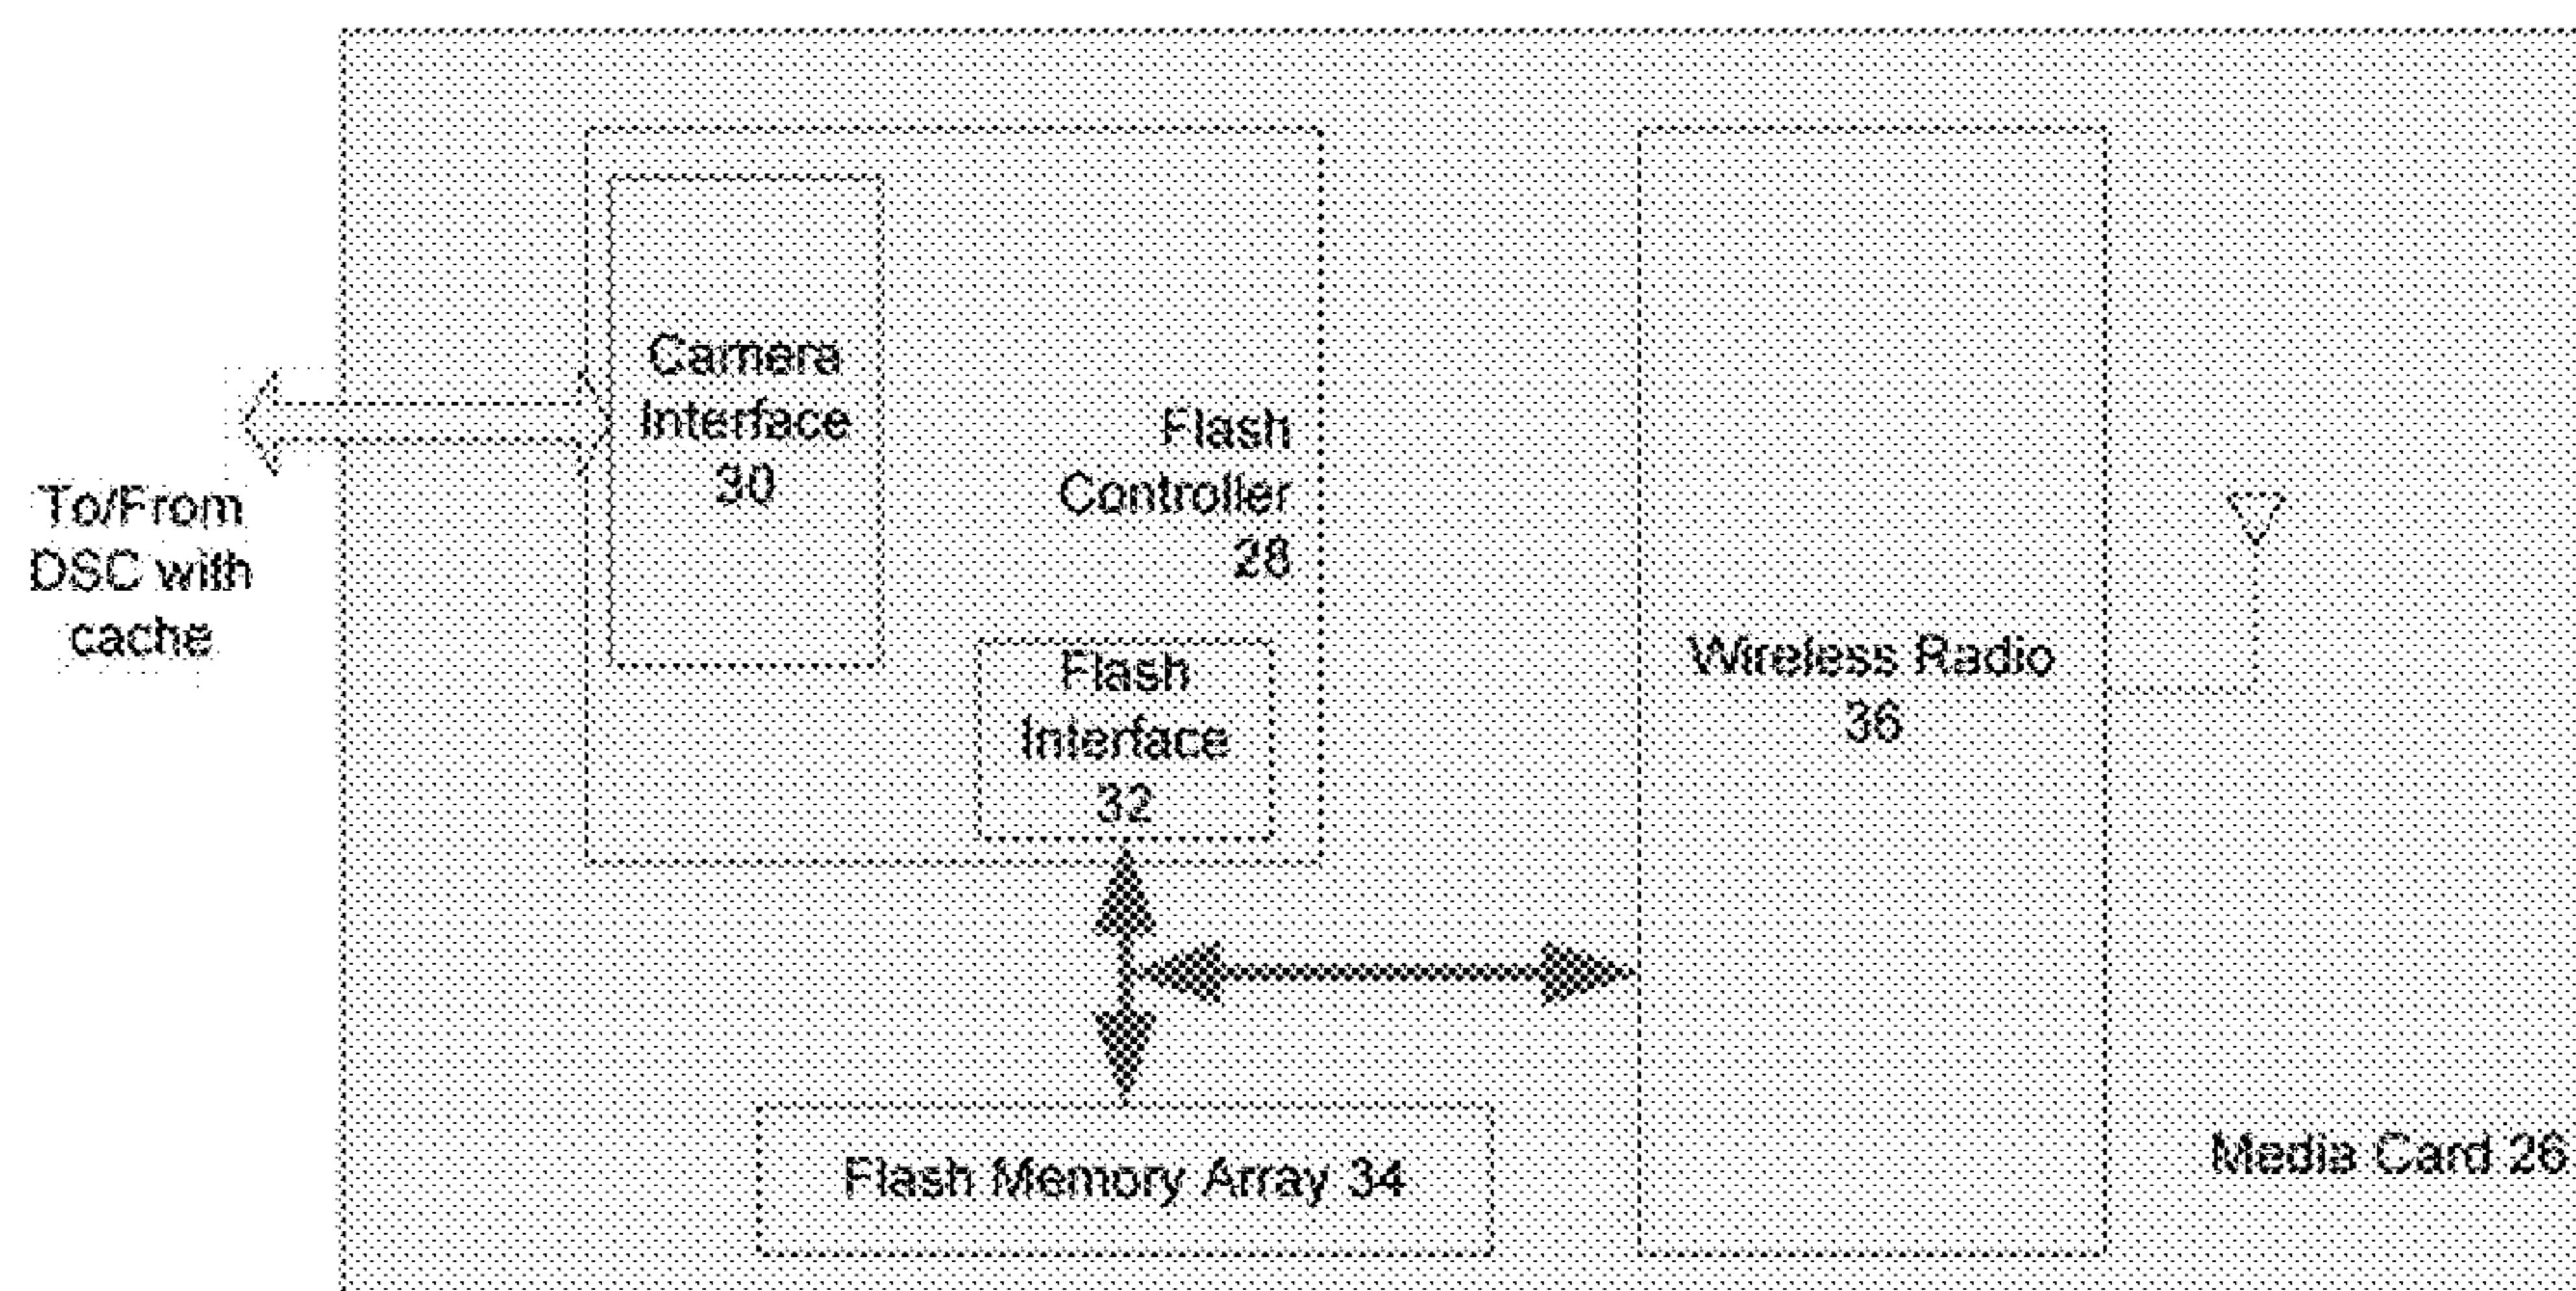 Camera
Interface
30
Flash
Controller
28
To/From
DSC with
cache
Flash
Interface
32
Wireless Radio
36
Flash Memory Array 34
Media Card 26